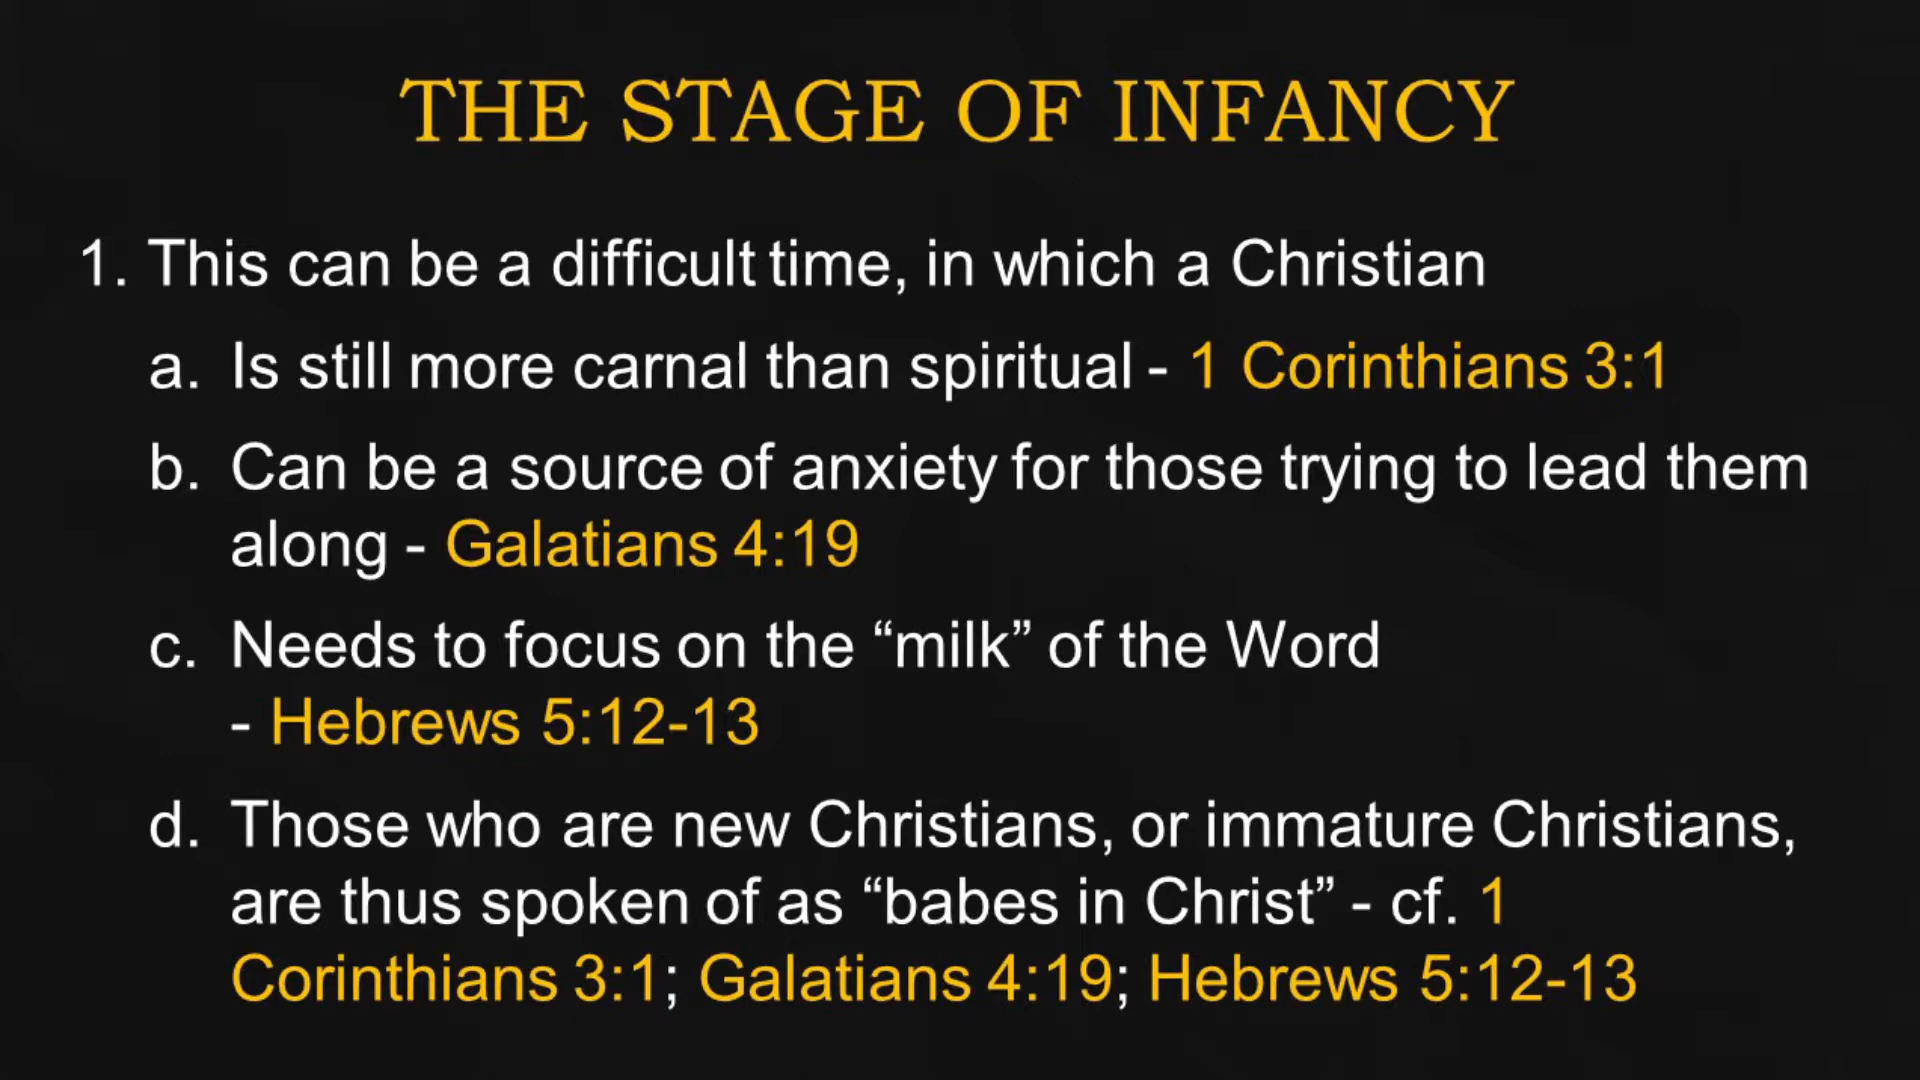 THE STAGE OF INFANCY
1. This can be a difficult time, in which a Christian
a. Is still more carnal than spiritual - 1 Corinthians 3:1
b. Can be a source of anxiety for those trying to lead them
along - Galatians 4:19
c. Needs to focus on the “milk” of the Word
- Hebrews 5:12-13
d. Those who are new Christians, or immature Christians,
are thus spoken of as “babes in Christ” - cf. 1
Corinthians 3:1; Galatians 4:19; Hebrews 5:12-13